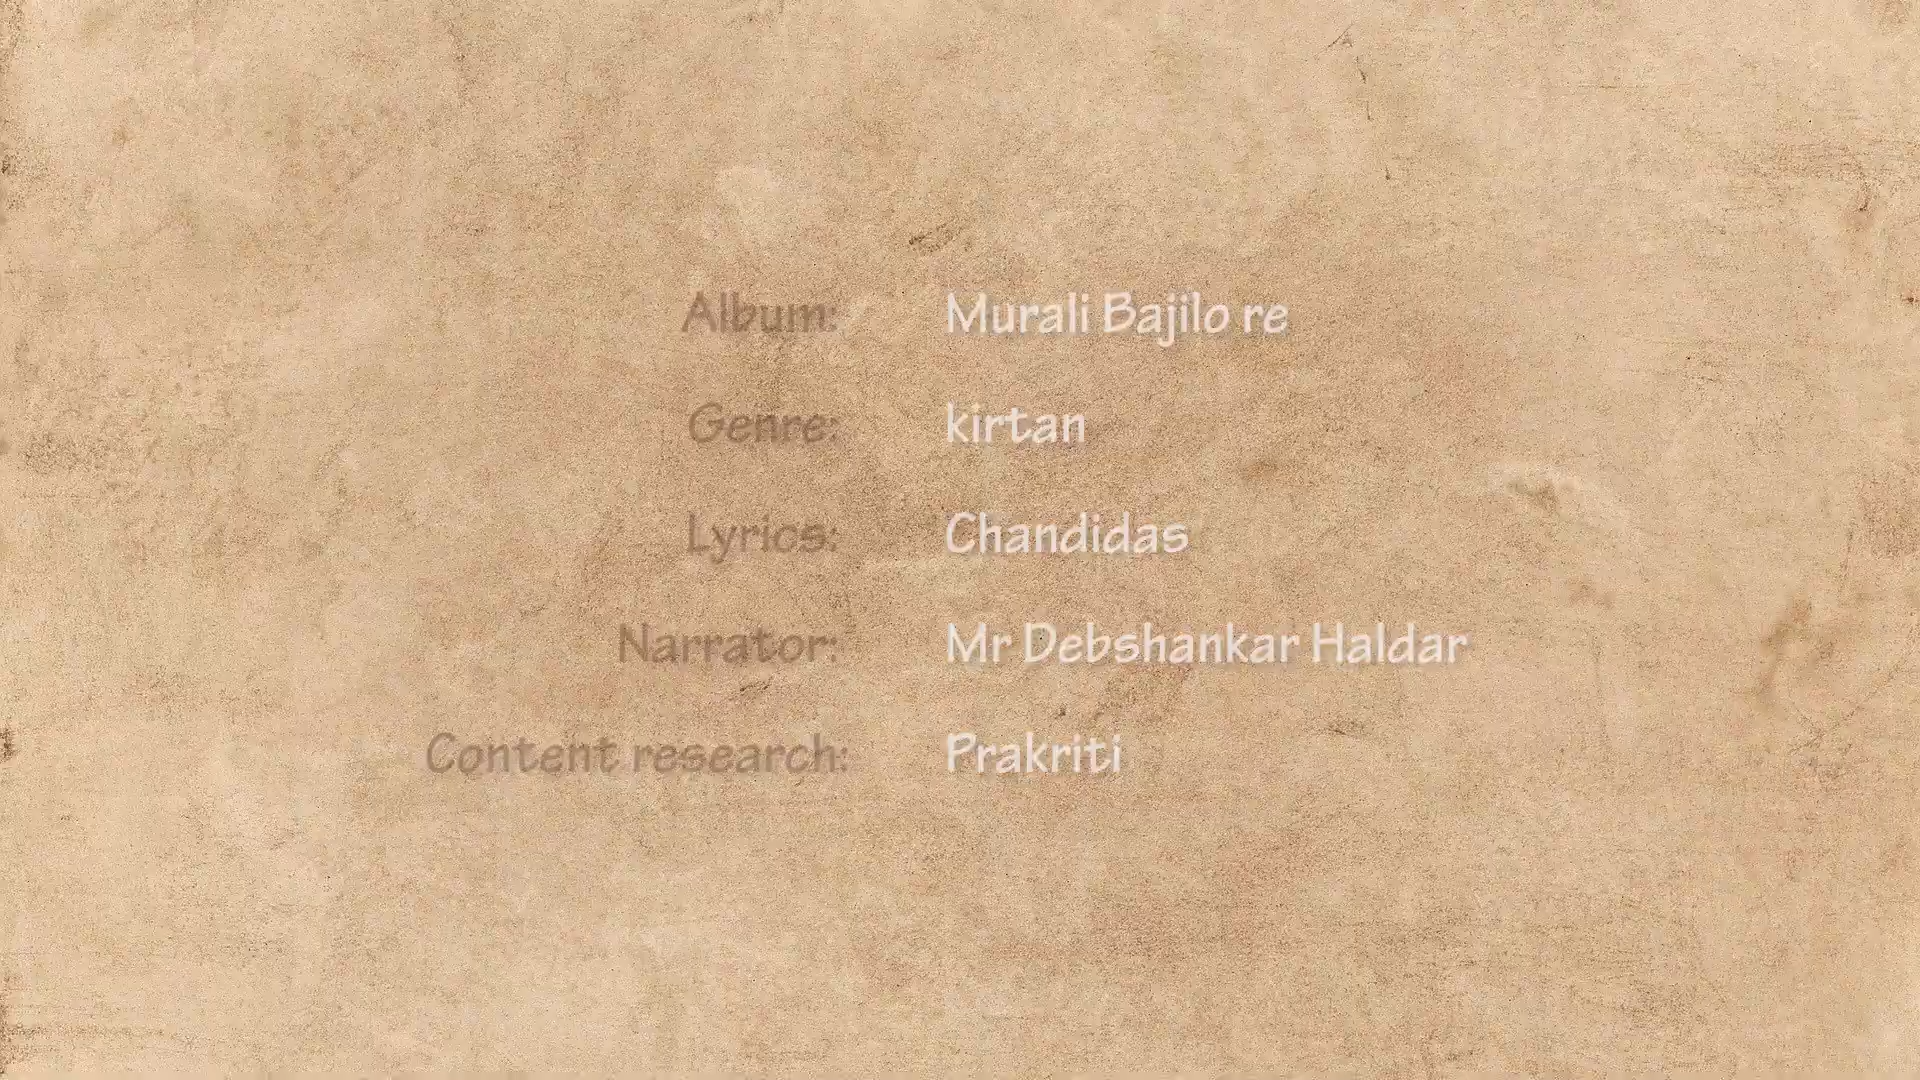 Album: Murali Bajilo re
Genre: kirtan
Lyrics: Chandidas
Narrator: Mr Debshankar Haldar
Content research: Prakriti